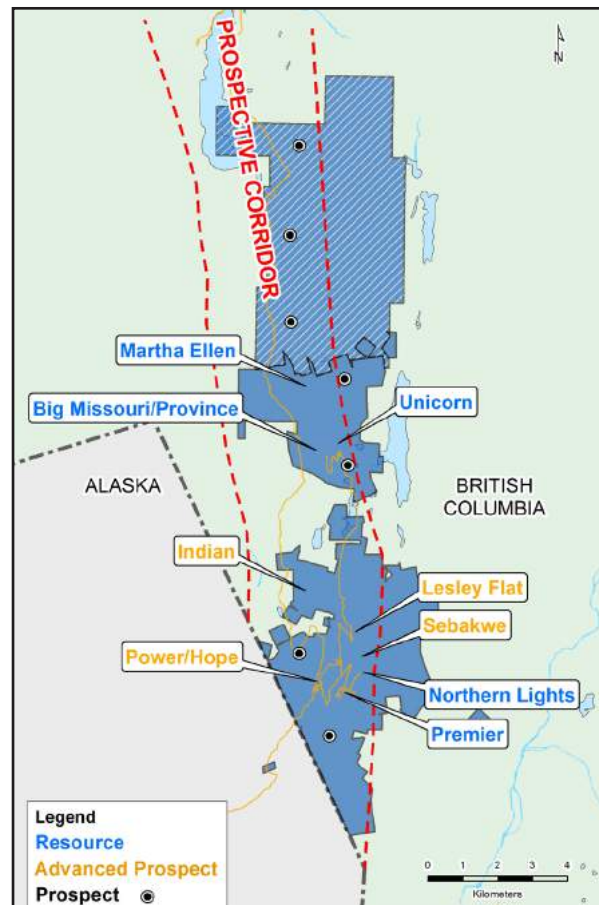 N
PROSPECTIVE CORRIDOR
Martha Ellen
Big Missouri/Province
Unicorn
ALASKA
BRITISH
COLUMBIA
Indian
Lesley Flat
Sebakwe
Power/Hope
Northern Lights
Premier
Legend
Resource
Advanced Prospect
Prospect
0 1 2 3 4
Kilometers